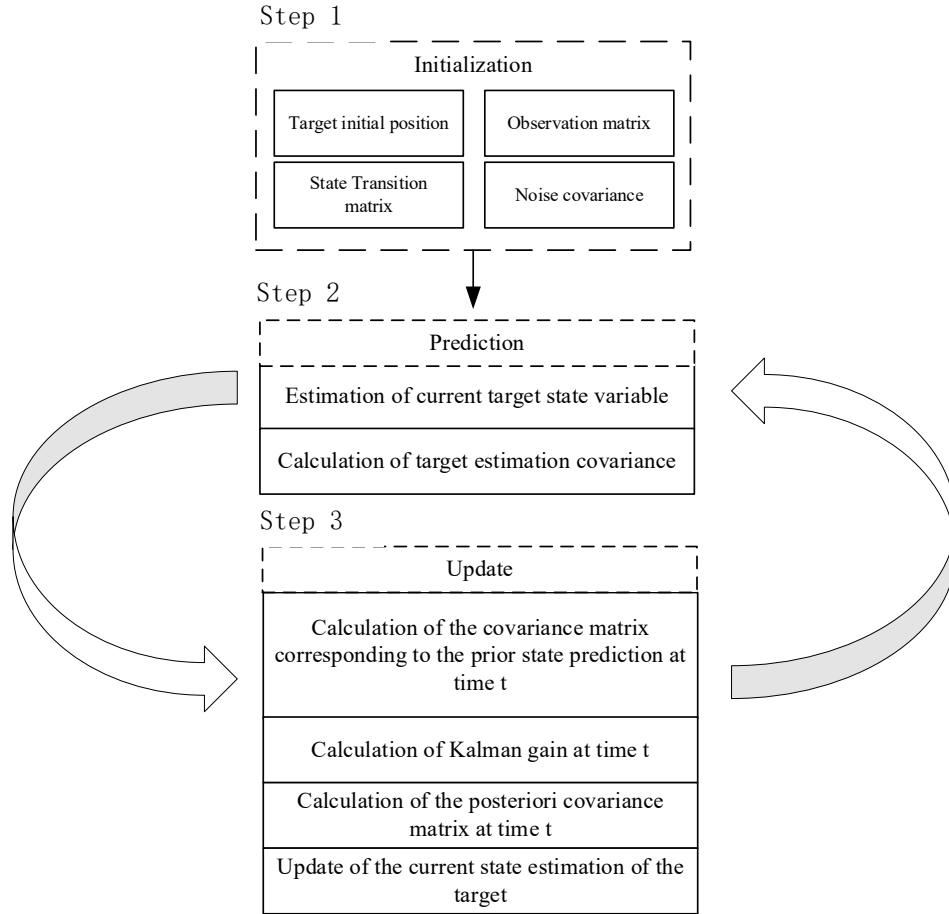 Step 1
Initialization
Target initial position
Observation matrix
State Transition
matrix
Noise covariance
Step 2
Prediction
Estimation of current target state variable
Calculation of target estimation covariance
Step 3
Update
Calculation of the covariance matrix
corresponding to the prior state prediction at
time t
Calculation of Kalman gain at time t
Calculation of the posteriori covariance
matrix at time t
Update of the current state estimation of the
target